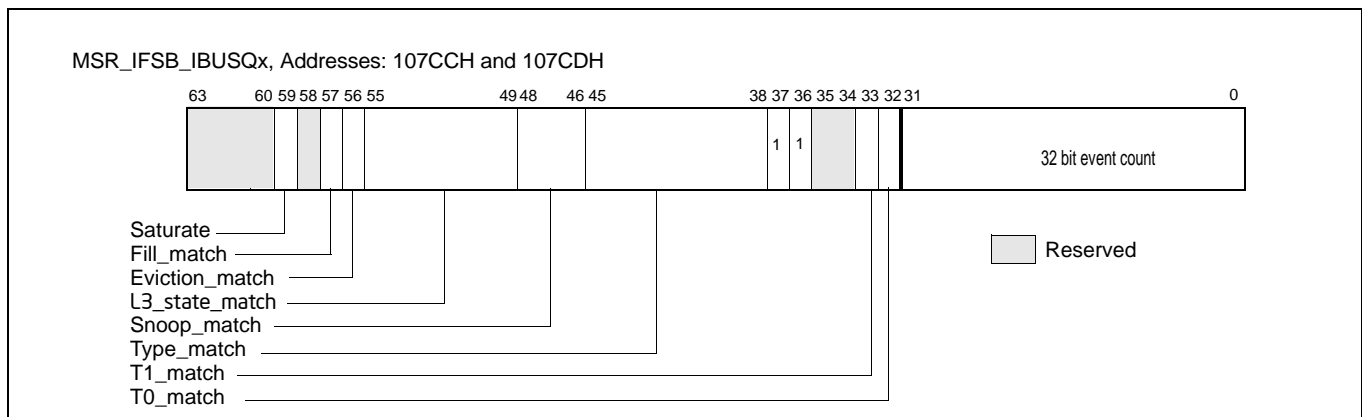 MSR_IFSB_IBUSQx, Addresses: 107CCH and 107CDH
63 60 59 58 57 56 55 49 48 46 45 38 37 36 35 34 33 32 31 0
1 1 32 bit event count
Saturate
Fill_match
Eviction_match
L3_state_match
Snoop_match
Type_match
T1_match
T0_match
Reserved